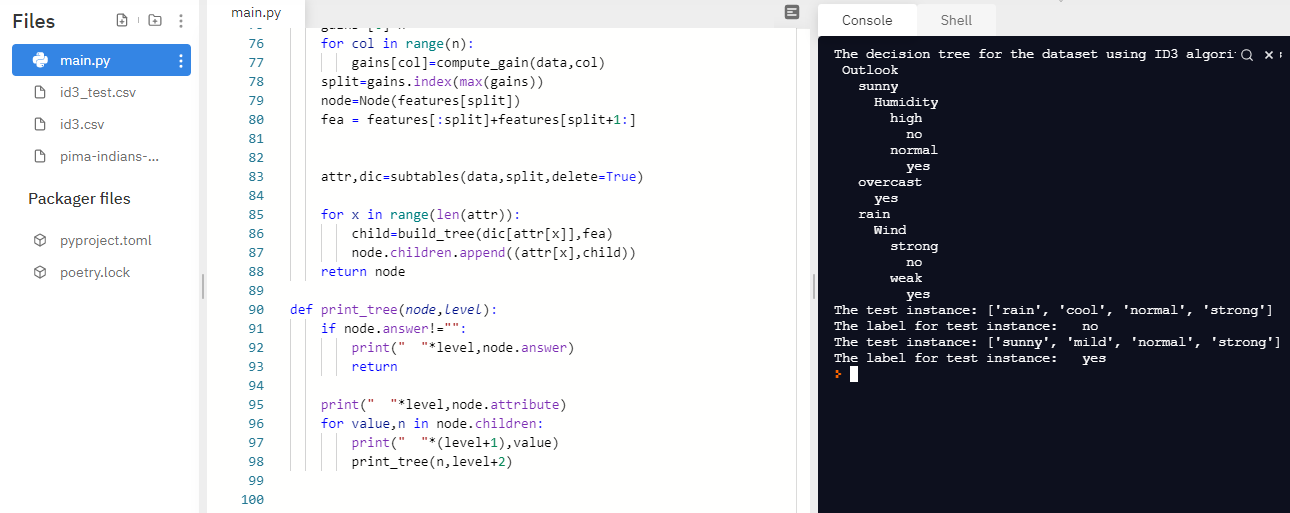 Files
main.py
id3_test.csv
id3.csv
pima-indians-...
Packager files
pyproject.toml
poetry.lock
main.py
76 for col in range(n):
77 gains[col]=compute_gain(data,col)
78 split=gains.index(max(gains))
79 node=Node(features[split])
80 fea = features[:split]+features[split+1:]
81
82
83 attr,dic=subtables(data,split,delete=True)
84
85 for x in range(len(attr)):
86 child=build_tree(dic[attr[x]],fea)
87 node.children.append((attr[x],child))
88 return node
89
90 def print_tree(node,level):
91 if node.answer!="":
92 print("  "*level,node.answer)
93 return
94
95 print("  "*level,node.attribute)
96 for value,n in node.children:
97 print("  "*(level+1),value)
98 print_tree(n,level+2)
99
100
Console
Shell
The decision tree for the dataset using ID3 algori
Outlook
sunny
Humidity
high
no
normal
yes
overcast
yes
rain
Wind
strong
no
weak
yes
The test instance: ['rain', 'cool', 'normal', 'strong']
The label for test instance:   no
The test instance: ['sunny', 'mild', 'normal', 'strong']
The label for test instance:   yes